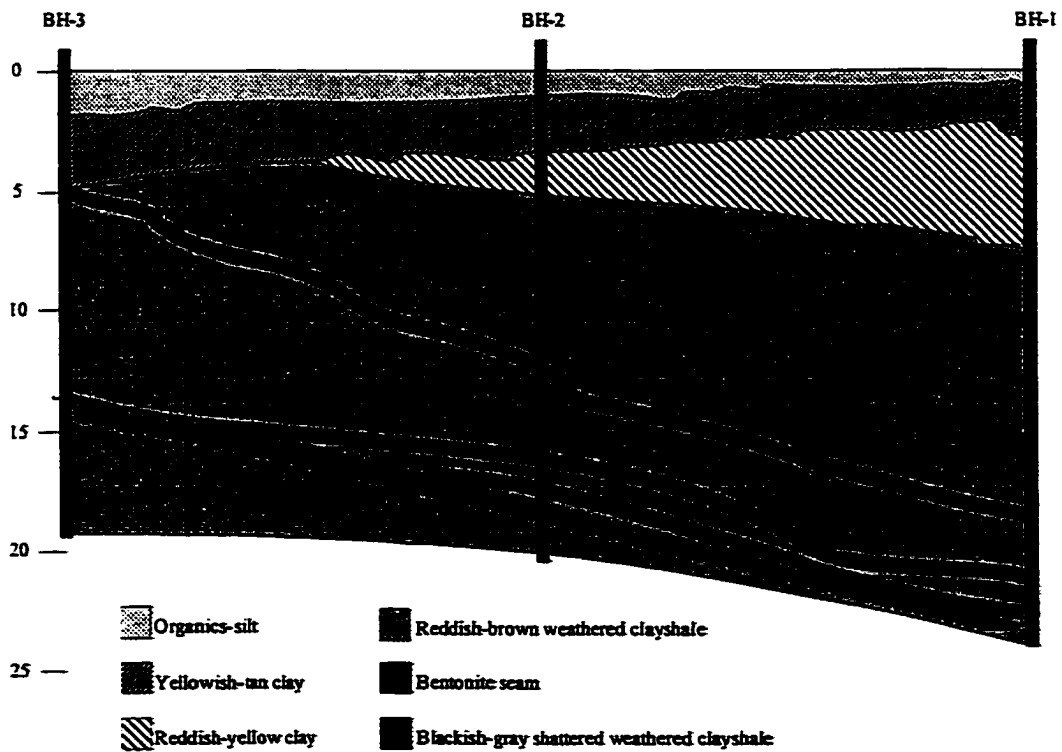 BH-3 BH-2 BH-1
0
5
10
15
20
25
Organics-silt
Yellowish-tan clay
Reddish-yellow clay
Reddish-brown weathered clayshale
Bentonite seam
Blackish-gray shattered weathered clayshale